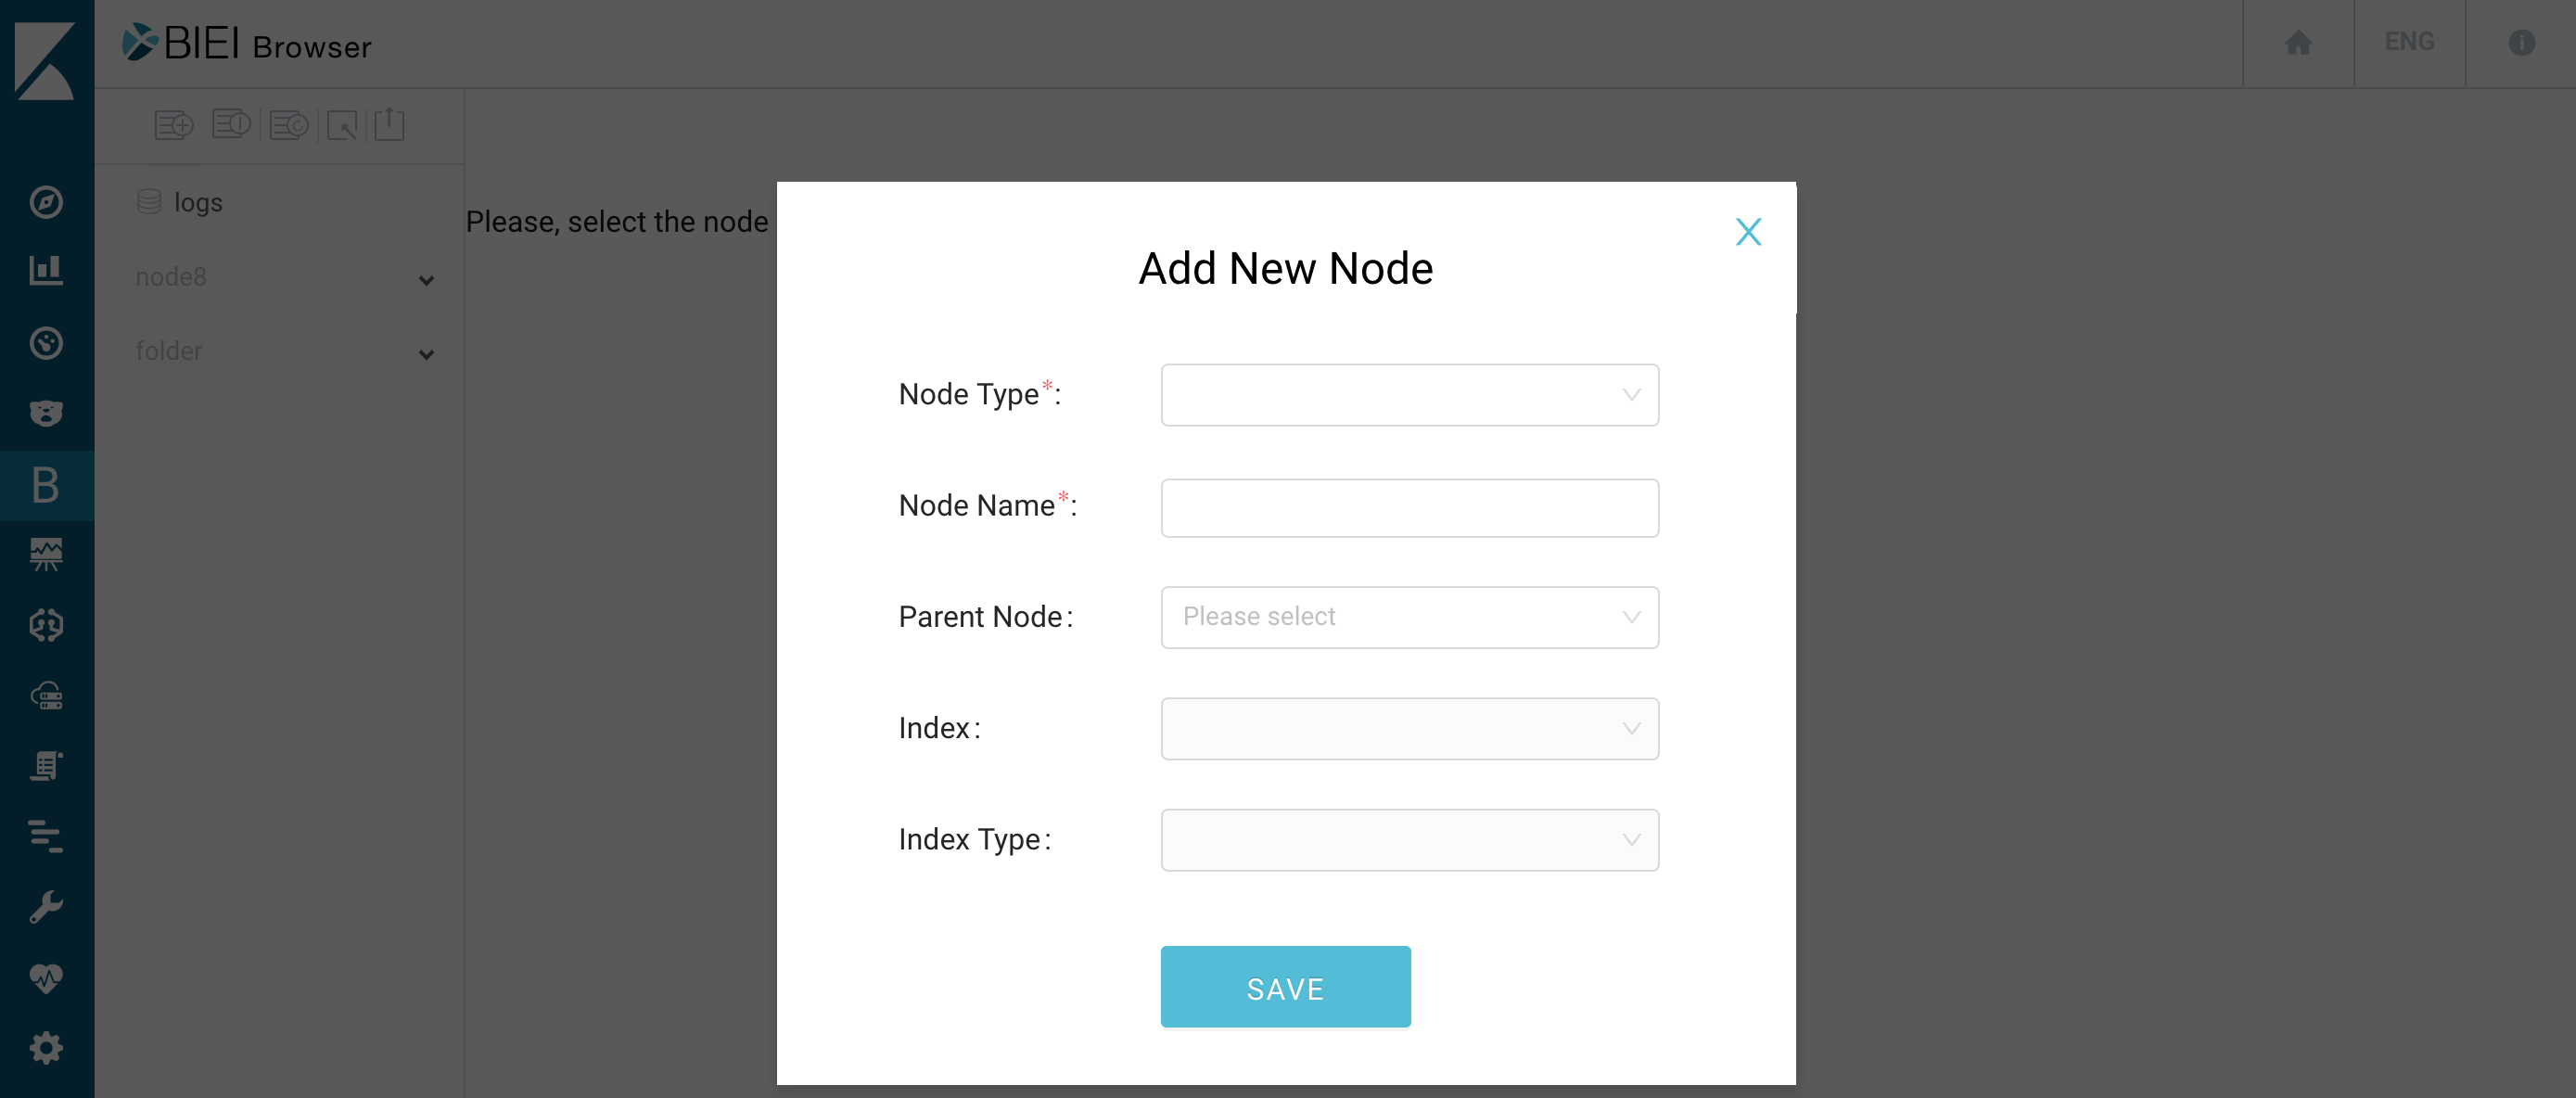 BIEI Browser
ENG
logs
Please, select the node
node8
folder
Add New Node
Node Type*:
Node Name*:
Parent Node:
Please select
Index:
Index Type:
SAVE
B